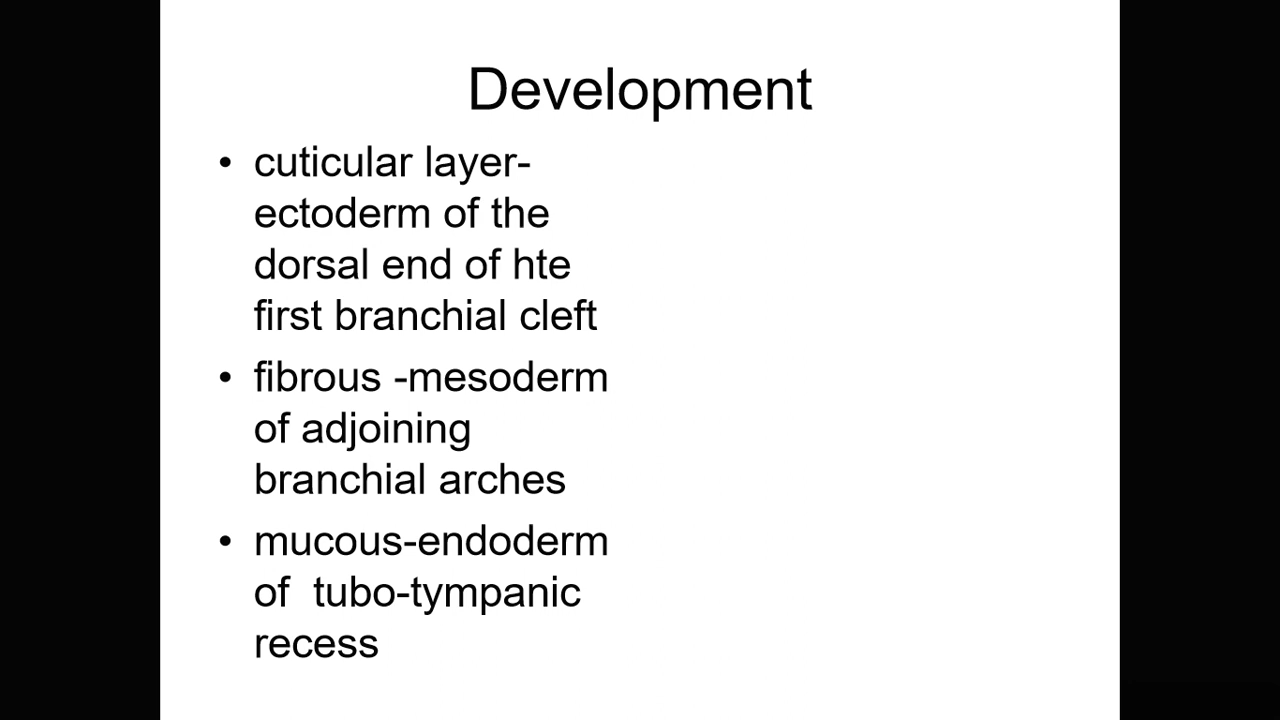 Development
• cuticular layer-
ectoderm of the
dorsal end of hte
first branchial cleft
• fibrous -mesoderm
of adjoining
branchial arches
• mucous-endoderm
of  tubo-tympanic
recess